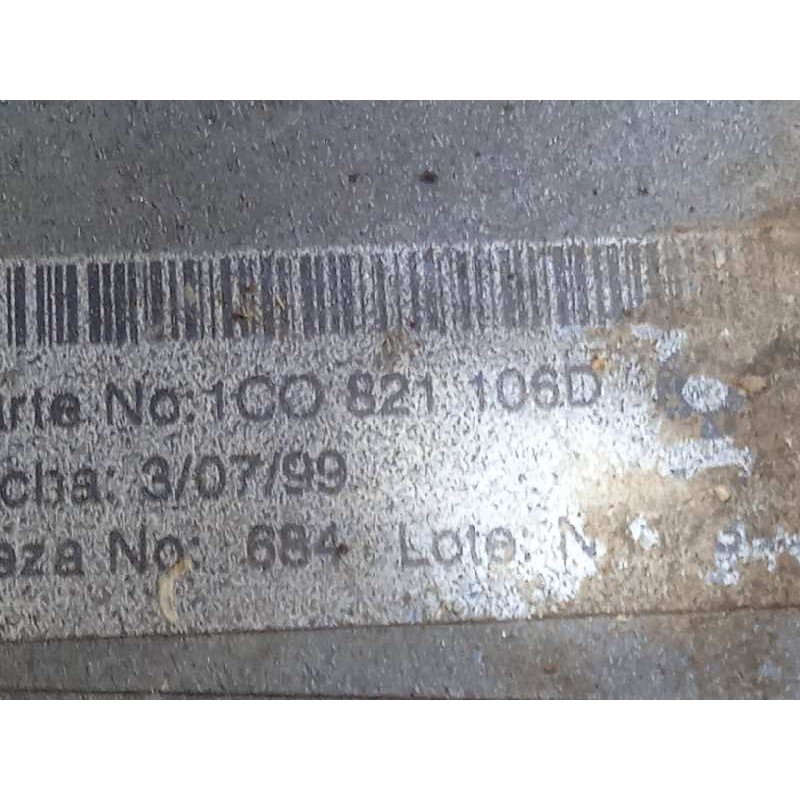 arte No:1CO 821 106D
cha: 3/07/99
eza No: 684 Lote: N